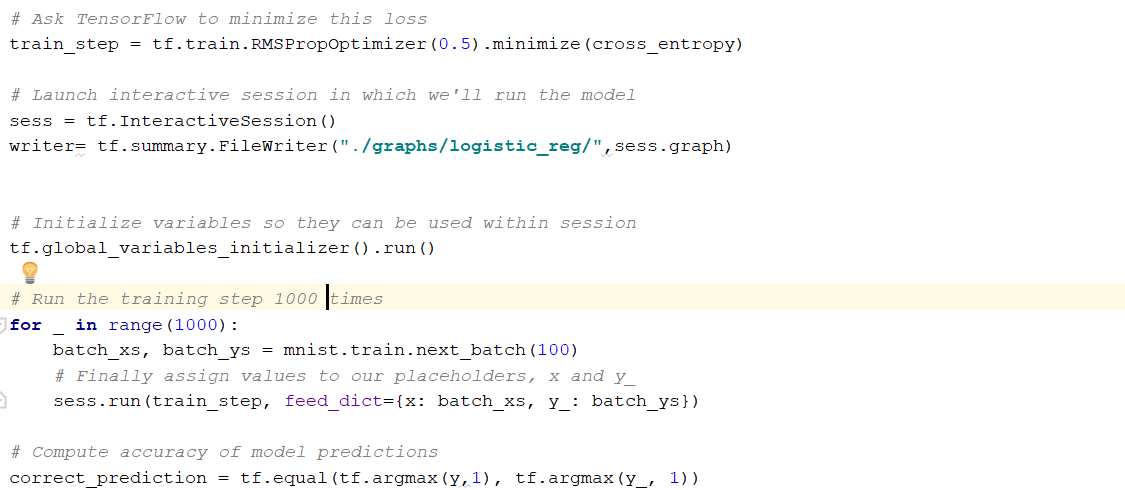 # Ask TensorFlow to minimize this loss
train_step = tf.train.RMSPropOptimizer(0.5).minimize(cross_entropy)
# Launch interactive session in which we'll run the model
sess = tf.InteractiveSession()
writer= tf.summary.FileWriter("./graphs/logistic_reg/",sess.graph)
# Initialize variables so they can be used within session
tf.global_variables_initializer().run()
# Run the training step 1000 times
for _ in range(1000):
    batch_xs, batch_ys = mnist.train.next_batch(100)
    # Finally assign values to our placeholders, x and y_
    sess.run(train_step, feed_dict={x: batch_xs, y_: batch_ys})
# Compute accuracy of model predictions
correct_prediction = tf.equal(tf.argmax(y,1), tf.argmax(y_, 1))